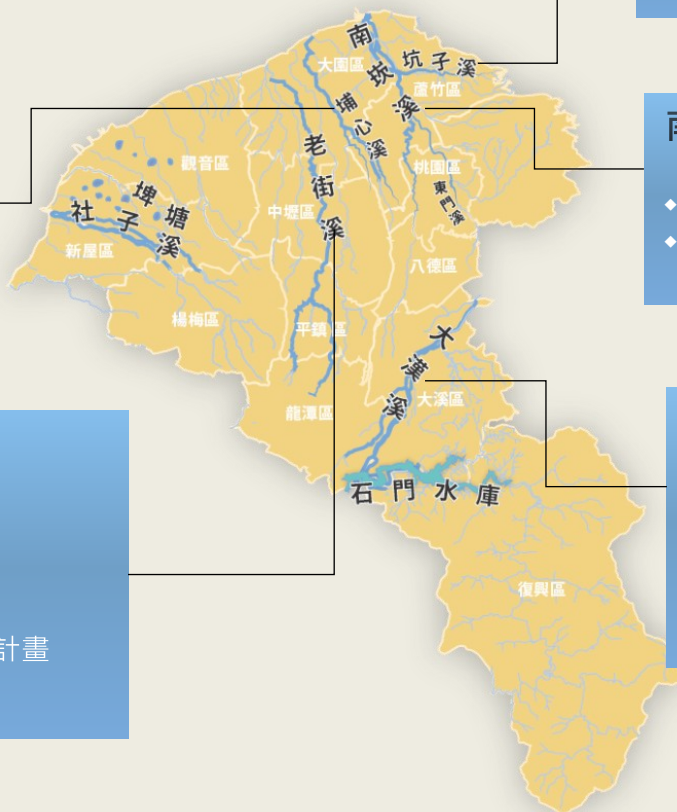 南崁溪
坑子溪
大園區
蘆竹區
埔心溪
老街溪
桃園區
東門溪
觀音區
埤塘
社子溪
中壢區
新屋區
八德區
楊梅區
平鎮區
大漢溪
龍潭區
大溪區
石門水庫
復興區
計畫